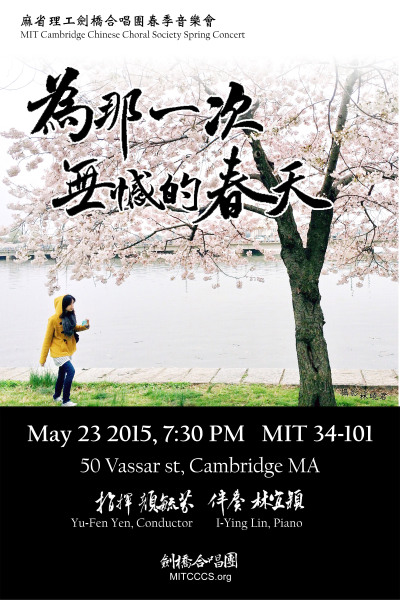 麻省理工劍橋合唱團春季音樂會
MIT Cambridge Chinese Choral Society Spring Concert
為那一次
無憾的春天
May 23 2015, 7:30 PM MIT 34-101
50 Vassar st, Cambridge MA
指揮 顏毓芬 伴奏 林宜穎
Yu-Fen Yen, Conductor I-Ying Lin, Piano
劍橋合唱團
MITCCCS.org